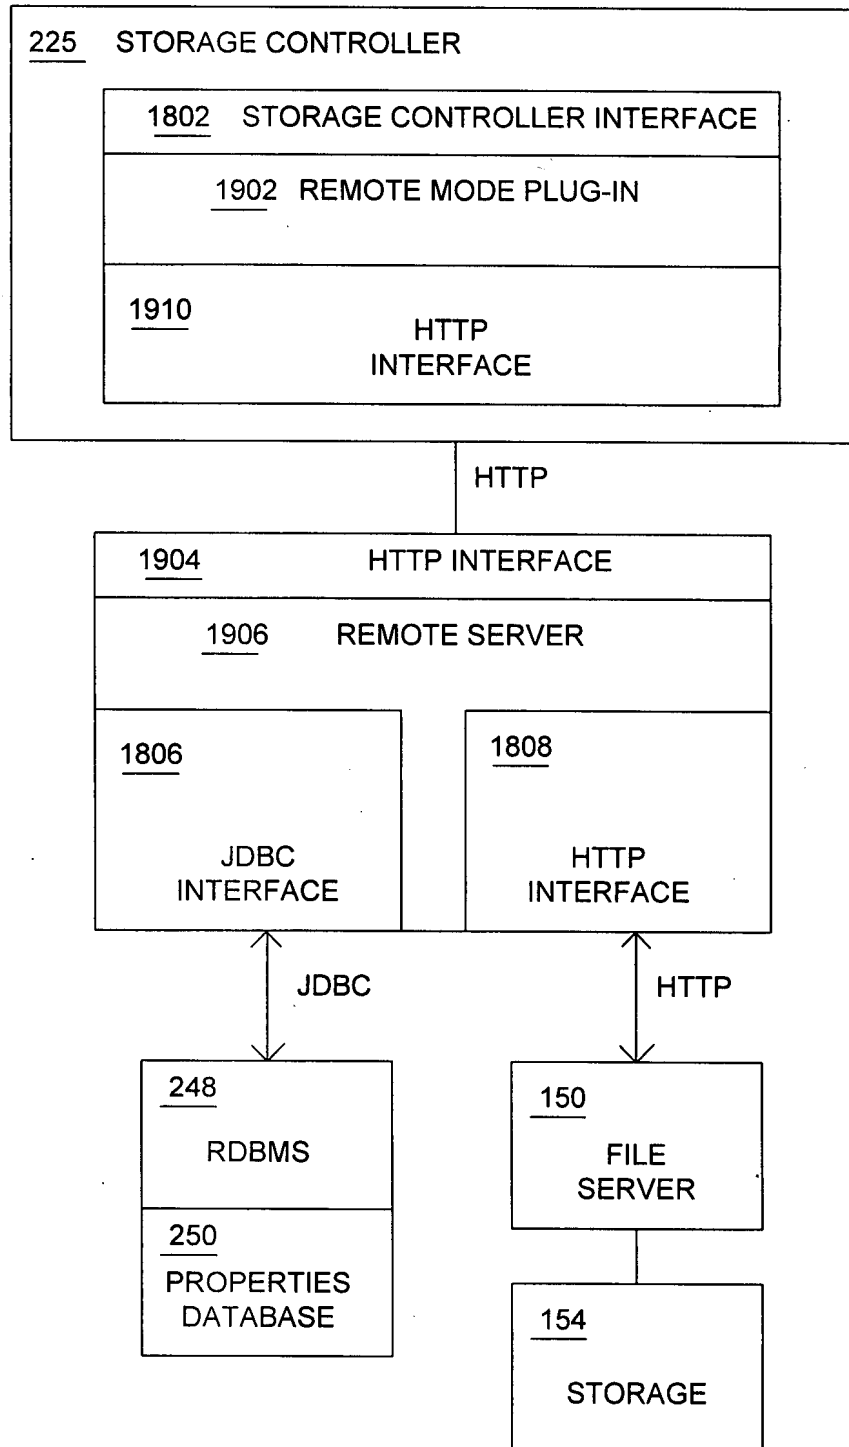 225 STORAGE CONTROLLER
1802 STORAGE CONTROLLER INTERFACE
1902 REMOTE MODE PLUG-IN
1910
HTTP
INTERFACE
HTTP
1904 HTTP INTERFACE
1906 REMOTE SERVER
1806
JDBC
INTERFACE
1808
HTTP
INTERFACE
JDBC
HTTP
248
RDBMS
250
PROPERTIES
DATABASE
150
FILE
SERVER
154
STORAGE